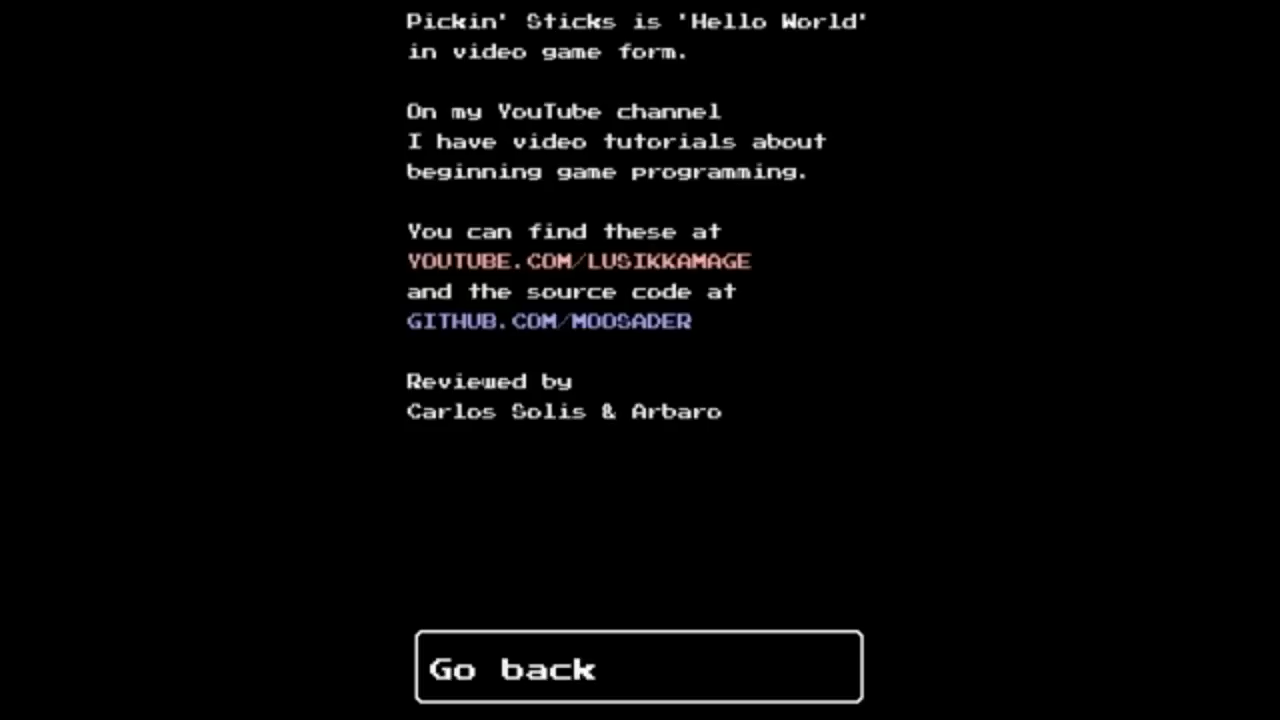 Pickin' Sticks is 'Hello World'
in video game form.
On my YouTube channel
I have video tutorials about
beginning game programming.
You can find these at
YOUTUBE.COM/LUSIKKAMAGE
and the source code at
GITHUB.COM/MOOSADER
Reviewed by
Carlos Solis & Arbaro
Go back